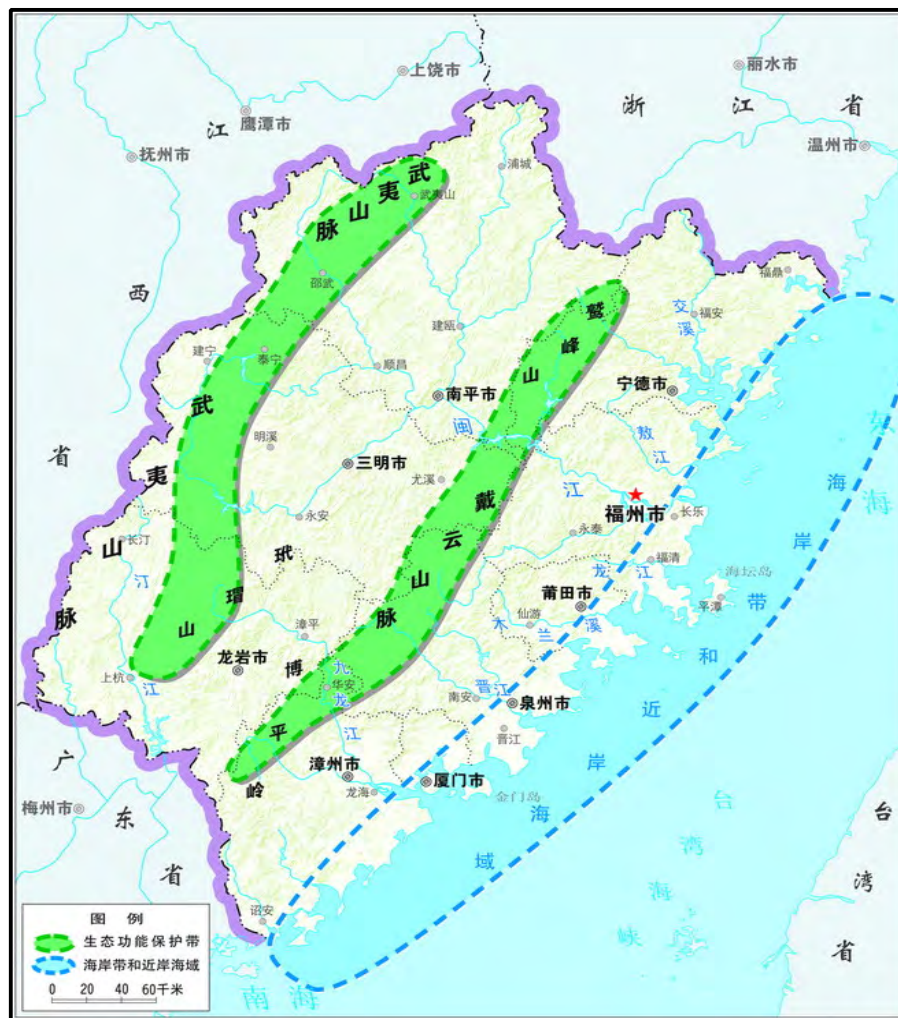 上饶市
丽水市
浙江省
鹰潭市
江
抚州市
温州市
浦城
武夷山脉
武夷山
邵武
西
福鼎
交溪
福安
鹫峰山
建瓯
建宁
泰宁
顺昌
南平市
宁德市
武夷山脉
明溪
闽江
敖江
东海
省
三明市
尤溪
戴云山脉
福州市
长乐
永安
永泰
长汀
汀江
玳瑁山
龙江
福清
海坛岛
平潭
莆田市
仙游
木兰溪
漳平
龙岩市
博平岭
九龙江
华安
上杭
南安
晋江
泉州市
晋江
海岸带和近岸海域
漳州市
龙海
厦门市
金门岛
广东省
梅州市
台湾海峡
台湾省
诏安
南海
图例
生态功能保护带
海岸带和近岸海域
0 20 40 60千米